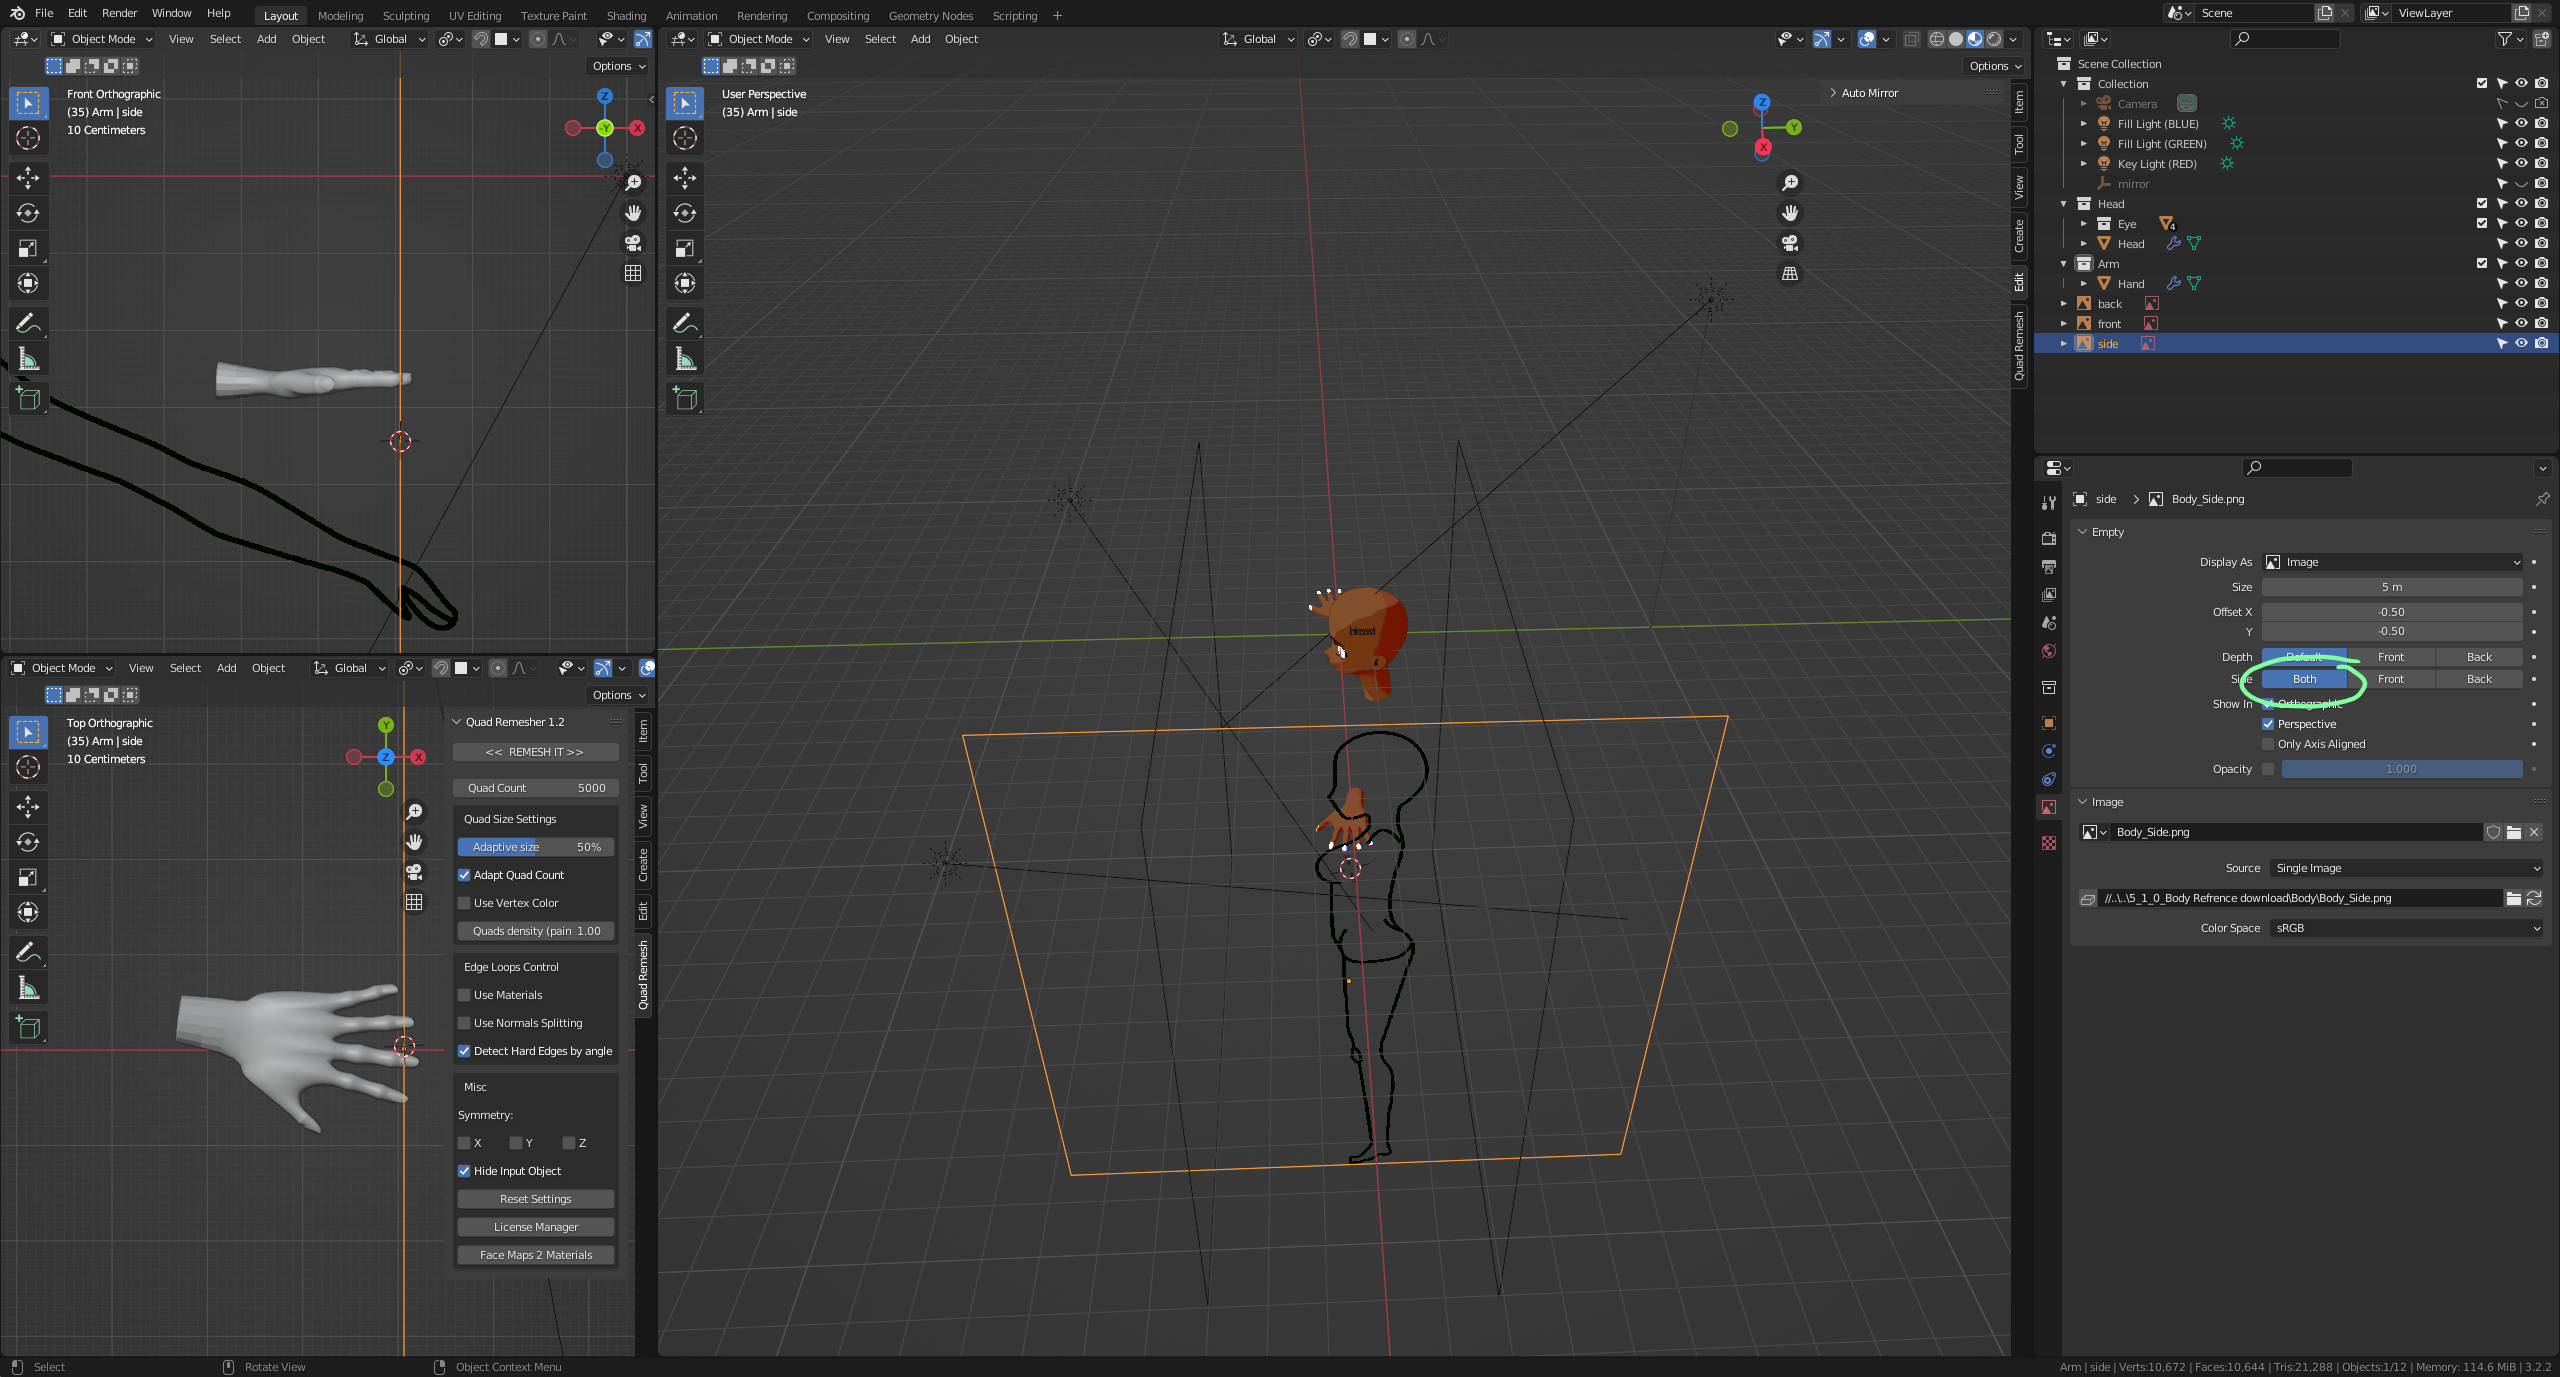 File Edit Render Window Help Layout Modeling Sculpting UV Editing Texture Paint Shading Animation Rendering Compositing Geometry Nodes Scripting + Scene ViewLayer
Object Mode View Select Add Object Global
Options
Front Orthographic
(35) Arm | side
10 Centimeters
Z
-Y
X
Object Mode View Select Add Object Global
Options
Top Orthographic
(35) Arm | side
10 Centimeters
Y
Z
X
Quad Remesher 1.2
<< REMESH IT >>
Quad Count 5000
Quad Size Settings
Adaptive size 50%
Adapt Quad Count
Use Vertex Color
Quads density (pain 1.00
Edge Loops Control
Use Materials
Use Normals Splitting
Detect Hard Edges by angle
Misc
Symmetry:
X Y Z
Hide Input Object
Reset Settings
License Manager
Face Maps 2 Materials
Item
Tool
View
Create
Edit
Quad Remesh
Object Mode View Select Add Object Global
Options
User Perspective
(35) Arm | side
Auto Mirror
Z
Y
X
Item
Tool
View
Create
Edit
Quad Remesh
Scene Collection
Collection
Camera
Fill Light (BLUE)
Fill Light (GREEN)
Key Light (RED)
mirror
Head
Eye 4
Head
Arm
Hand
back
front
side
side > Body_Side.png
Empty
Display As Image
Size 5 m
Offset X -0.50
Y -0.50
Depth Default Front Back
Side Both Front Back
Show In Orthographic
Perspective
Only Axis Aligned
Opacity 1.000
Image
Body_Side.png
Source Single Image
//..\..\5_1_0_Body Refrence download\Body\Body_Side.png
Color Space sRGB
Select Rotate View Object Context Menu
Arm | side | Verts:10,672 | Faces:10,644 | Tris:21,288 | Objects:1/12 | Memory: 114.6 MiB | 3.2.2